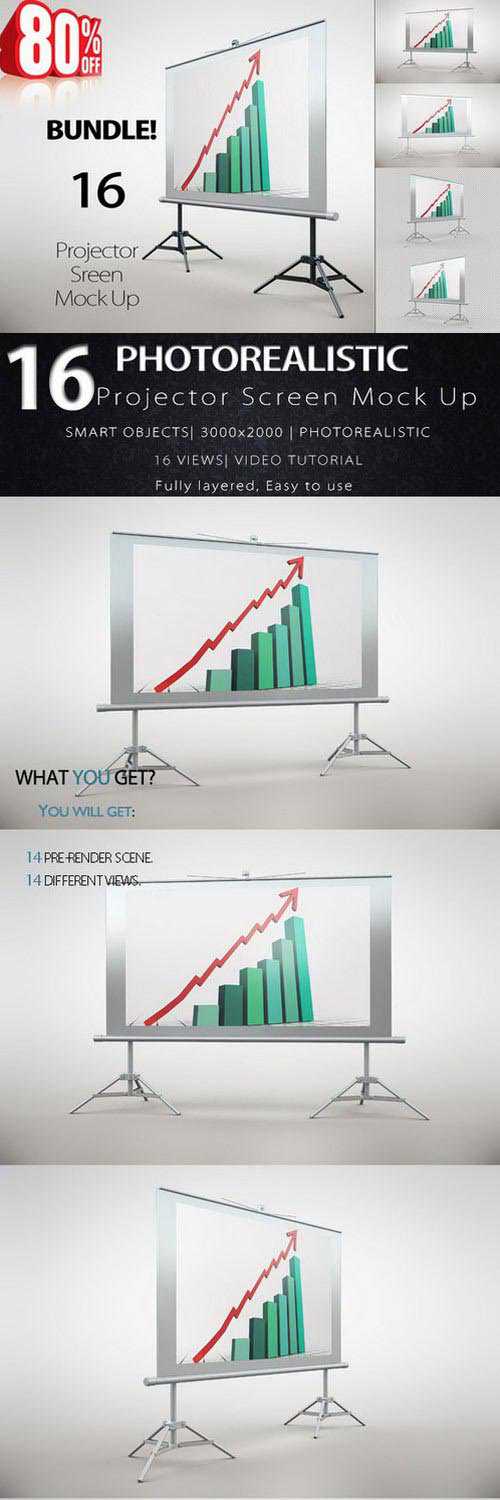 80%
OFF
BUNDLE!
16
Projector
Sreen
Mock Up
16 PHOTOREALISTIC
Projector Screen Mock Up
SMART OBJECTS| 3000x2000 | PHOTOREALISTIC
16 VIEWS| VIDEO TUTORIAL
Fully layered, Easy to use
WHAT YOU GET?
YOU WILL GET:
14 PRE-RENDER SCENE.
14 DIFFERENT VIEWS.